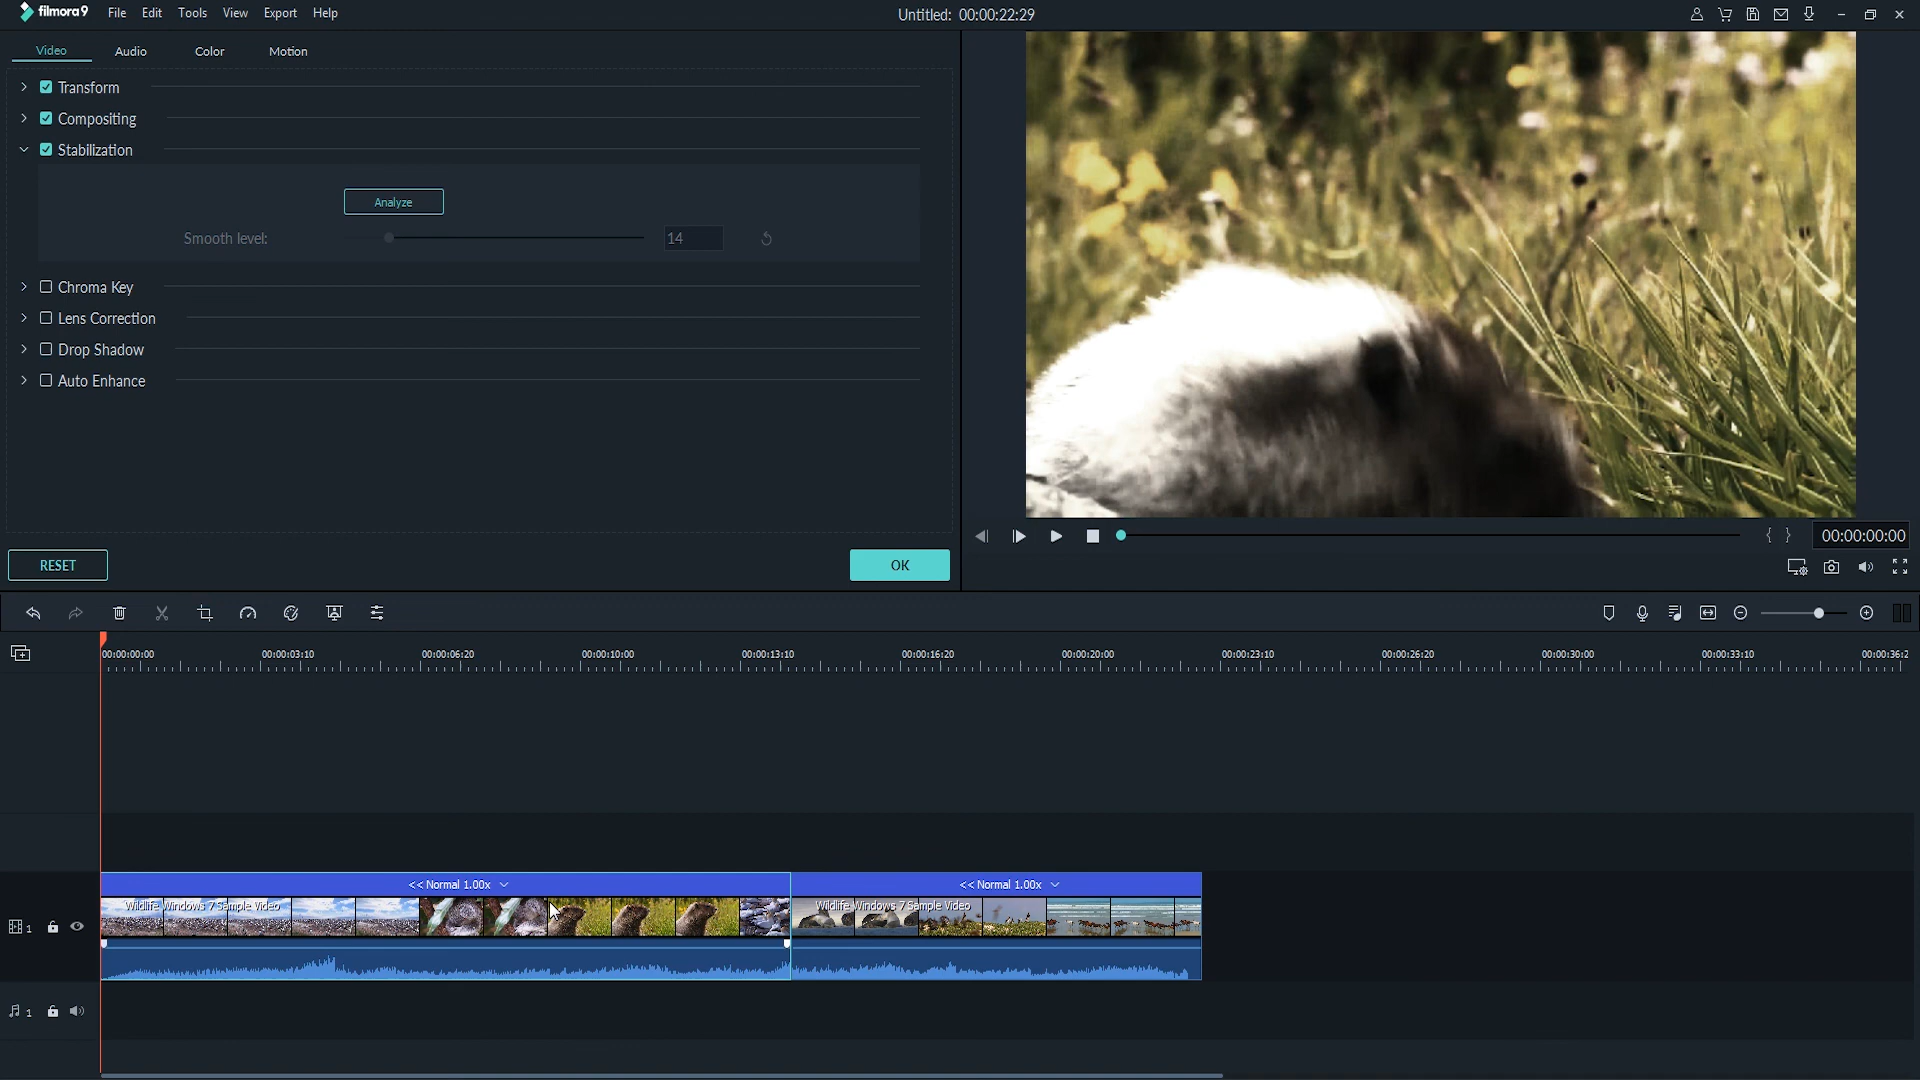 filmora9 File Edit Tools View Export Help Untitled: 00:00:22:29
Video Audio Color Motion
Transform
Compositing
Stabilization
Analyze
Smooth level: 14
Chroma Key
Lens Correction
Drop Shadow
Auto Enhance
00:00:00:00
RESET OK
00:00:00:00 00:00:03:10 00:00:06:20 00:00:10:00 00:00:13:10 00:00:16:20 00:00:20:00 00:00:23:10 00:00:26:20 00:00:30:00 00:00:33:10 00:00:36:2
<< Normal 1.00x << Normal 1.00x
Wildlife Windows 7 Sample Video Wildlife Windows 7 Sample Video
1
1